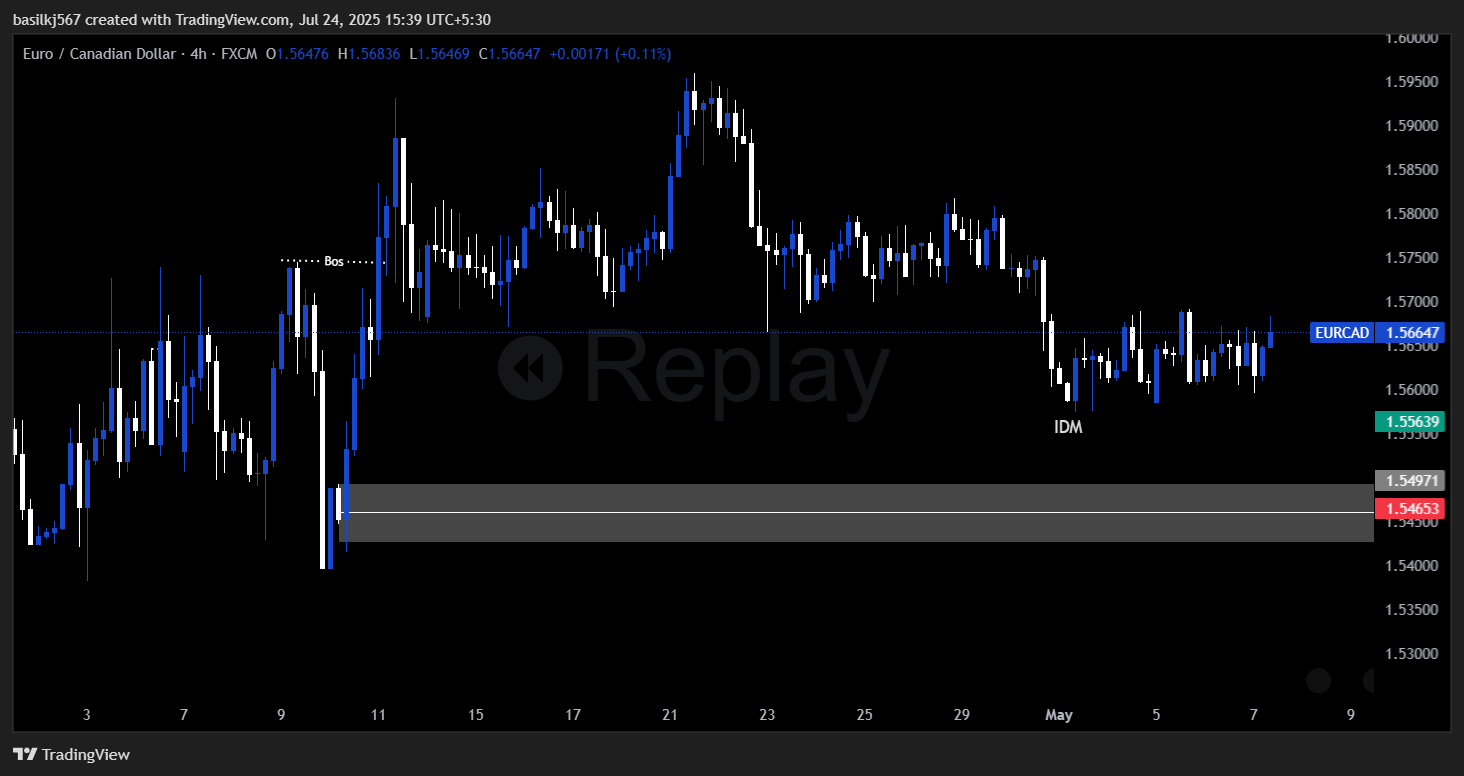 basilkj567 created with TradingView.com, Jul 24, 2025 15:39 UTC+5:30
Euro / Canadian Dollar · 4h · FXCM O1.56476 H1.56836 L1.56469 C1.56647 +0.00171 (+0.11%)
1.60000
1.59500
1.59000
1.58500
1.58000
Bos
1.57500
1.57000
EURCAD 1.56647
1.56500
Replay
1.56000
1.55639
IDM
1.55500
1.54971
1.54653
1.54500
1.54000
1.53500
1.53000
3 7 9 11 15 17 21 23 25 29 May 5 7 9
TradingView